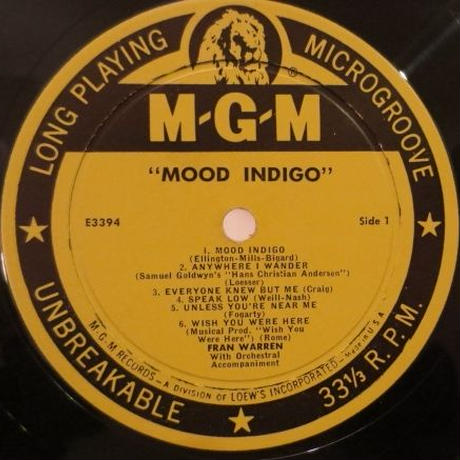 LONG PLAYING MICROGROOVE
®
M-G-M
"MOOD INDIGO"
E3394
Side 1
1. MOOD INDIGO
(Ellington-Mills-Bigard)
2. ANYWHERE I WANDER
(Samuel Goldwyn's "Hans Christian Andersen")
(Loesser)
3. EVERYONE KNEW BUT ME (Craig)
4. SPEAK LOW (Weill-Nash)
5. UNLESS YOU'RE NEAR ME
(Fogarty)
6. WISH YOU WERE HERE
(Musical Prod. "Wish You
Were Here") (Rome)
FRAN WARREN
With Orchestral
Accompaniment
M.G.M RECORDS – A DIVISION OF LOEW'S INCORPORATED – Made in U.S.A
UNBREAKABLE 33⅓ R.P.M.